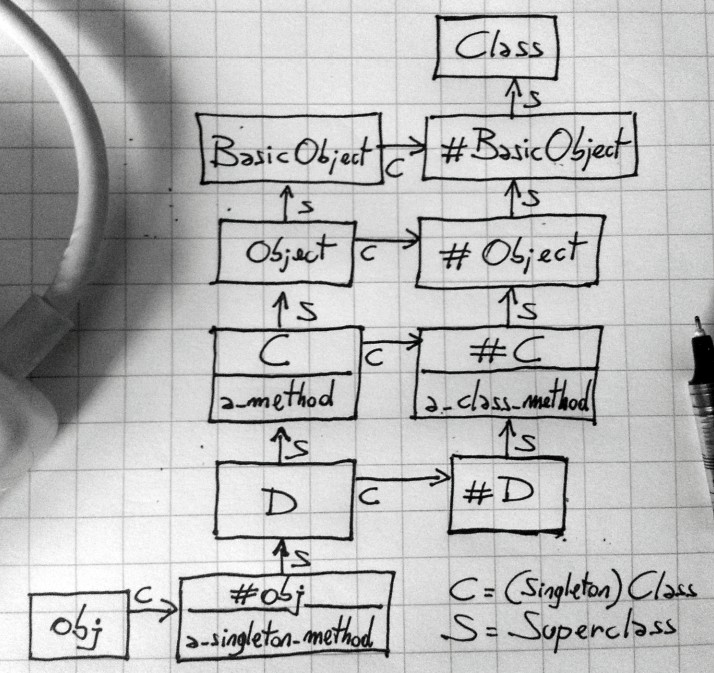 Class
S
BasicObject
C
#BasicObject
S
S
Object
C
# Object
S
S
C
C
#C
a_method
a_class_method
S
S
D
C
#D
S
obj
C
#obj
a_singleton_method
C = (Singleton) Class
S = Superclass